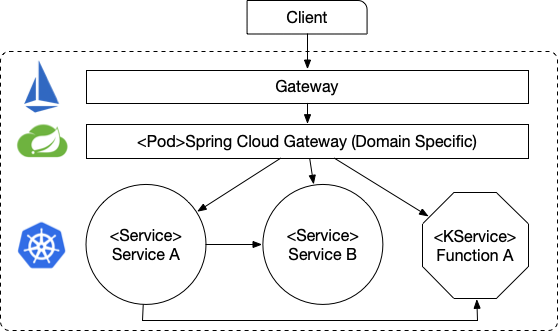 Client
Gateway
<Pod>Spring Cloud Gateway (Domain Specific)
<Service>
Service A
<Service>
Service B
<KService>
Function A